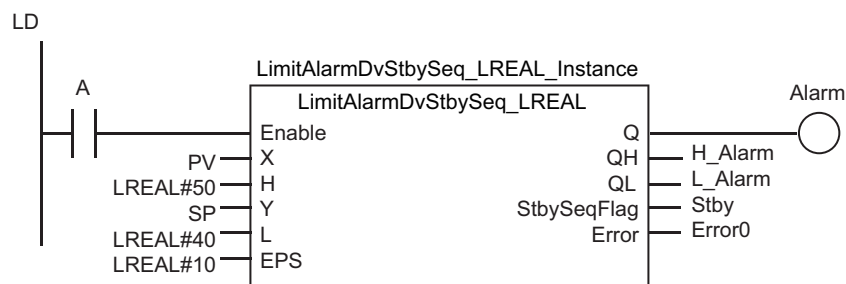 LD
LimitAlarmDvStbySeq_LREAL_Instance
A
LimitAlarmDvStbySeq_LREAL
Alarm
Enable
Q
PV
X
QH
H_Alarm
LREAL#50
H
QL
L_Alarm
SP
Y
StbySeqFlag
Stby
LREAL#40
L
Error
Error0
LREAL#10
EPS